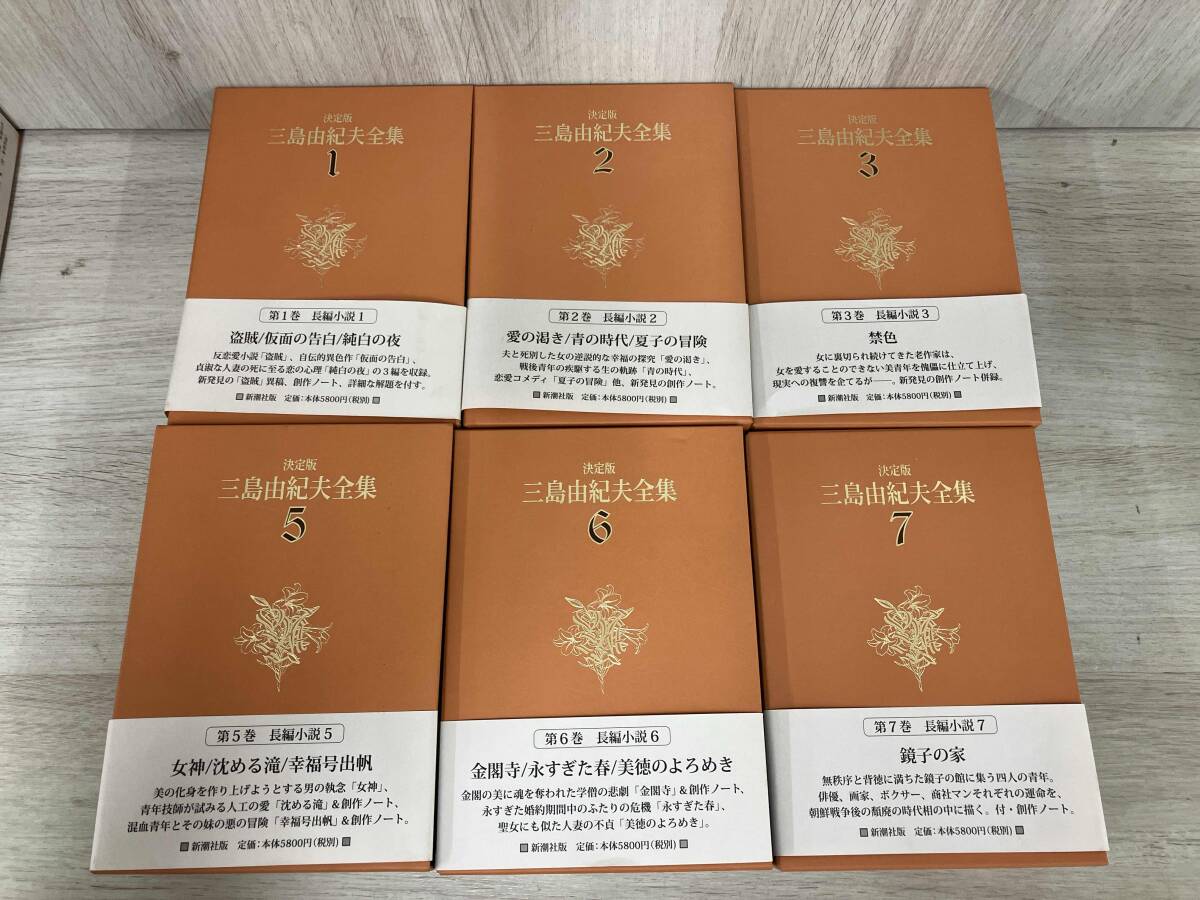 決定版
三島由紀夫全集
1
第1巻 長編小説1
盗賊/仮面の告白/純白の夜
反恋愛小説「盗賊」、自伝的異色作「仮面の告白」、
貞淑な人妻の死に至る恋の心理「純白の夜」の3編を収録。
新発見の「盗賊」異稿、創作ノート、詳細な解題を付す。
新潮社版 定価:本体5800円(税別)
決定版
三島由紀夫全集
2
第2巻 長編小説2
愛の渇き/青の時代/夏子の冒険
夫と死別した女の逆説的な幸福の探究「愛の渇き」、
戦後青年の疾駆する生の軌跡「青の時代」、
恋愛コメディ「夏子の冒険」他、新発見の創作ノート。
新潮社版 定価:本体5800円(税別)
決定版
三島由紀夫全集
3
第3巻 長編小説3
禁色
女に裏切られ続けてきた老作家は、
女を愛することのできない美青年を傀儡に仕立て上げ、
現実への復讐を企てるが――。新発見の創作ノート併録。
新潮社版 定価:本体5800円(税別)
決定版
三島由紀夫全集
5
第5巻 長編小説5
女神/沈める滝/幸福号出帆
美の化身を作り上げようとする男の執念「女神」、
青年技師が試みる人工の愛「沈める滝」&創作ノート、
混血青年とその妹の悪の冒険「幸福号出帆」&創作ノート。
新潮社版 定価:本体5800円(税別)
決定版
三島由紀夫全集
6
第6巻 長編小説6
金閣寺/永すぎた春/美徳のよろめき
金閣の美に魂を奪われた学僧の悲劇「金閣寺」&創作ノート、
永すぎた婚約期間中のふたりの危機「永すぎた春」、
聖女にも似た人妻の不貞「美徳のよろめき」。
新潮社版 定価:本体5800円(税別)
決定版
三島由紀夫全集
7
第7巻 長編小説7
鏡子の家
無秩序と背徳に満ちた鏡子の館に集う四人の青年。
俳優、画家、ボクサー、商社マンそれぞれの運命を、
朝鮮戦争後の頽廃の時代相の中に描く。付・創作ノート。
新潮社版 定価:本体5800円(税別)